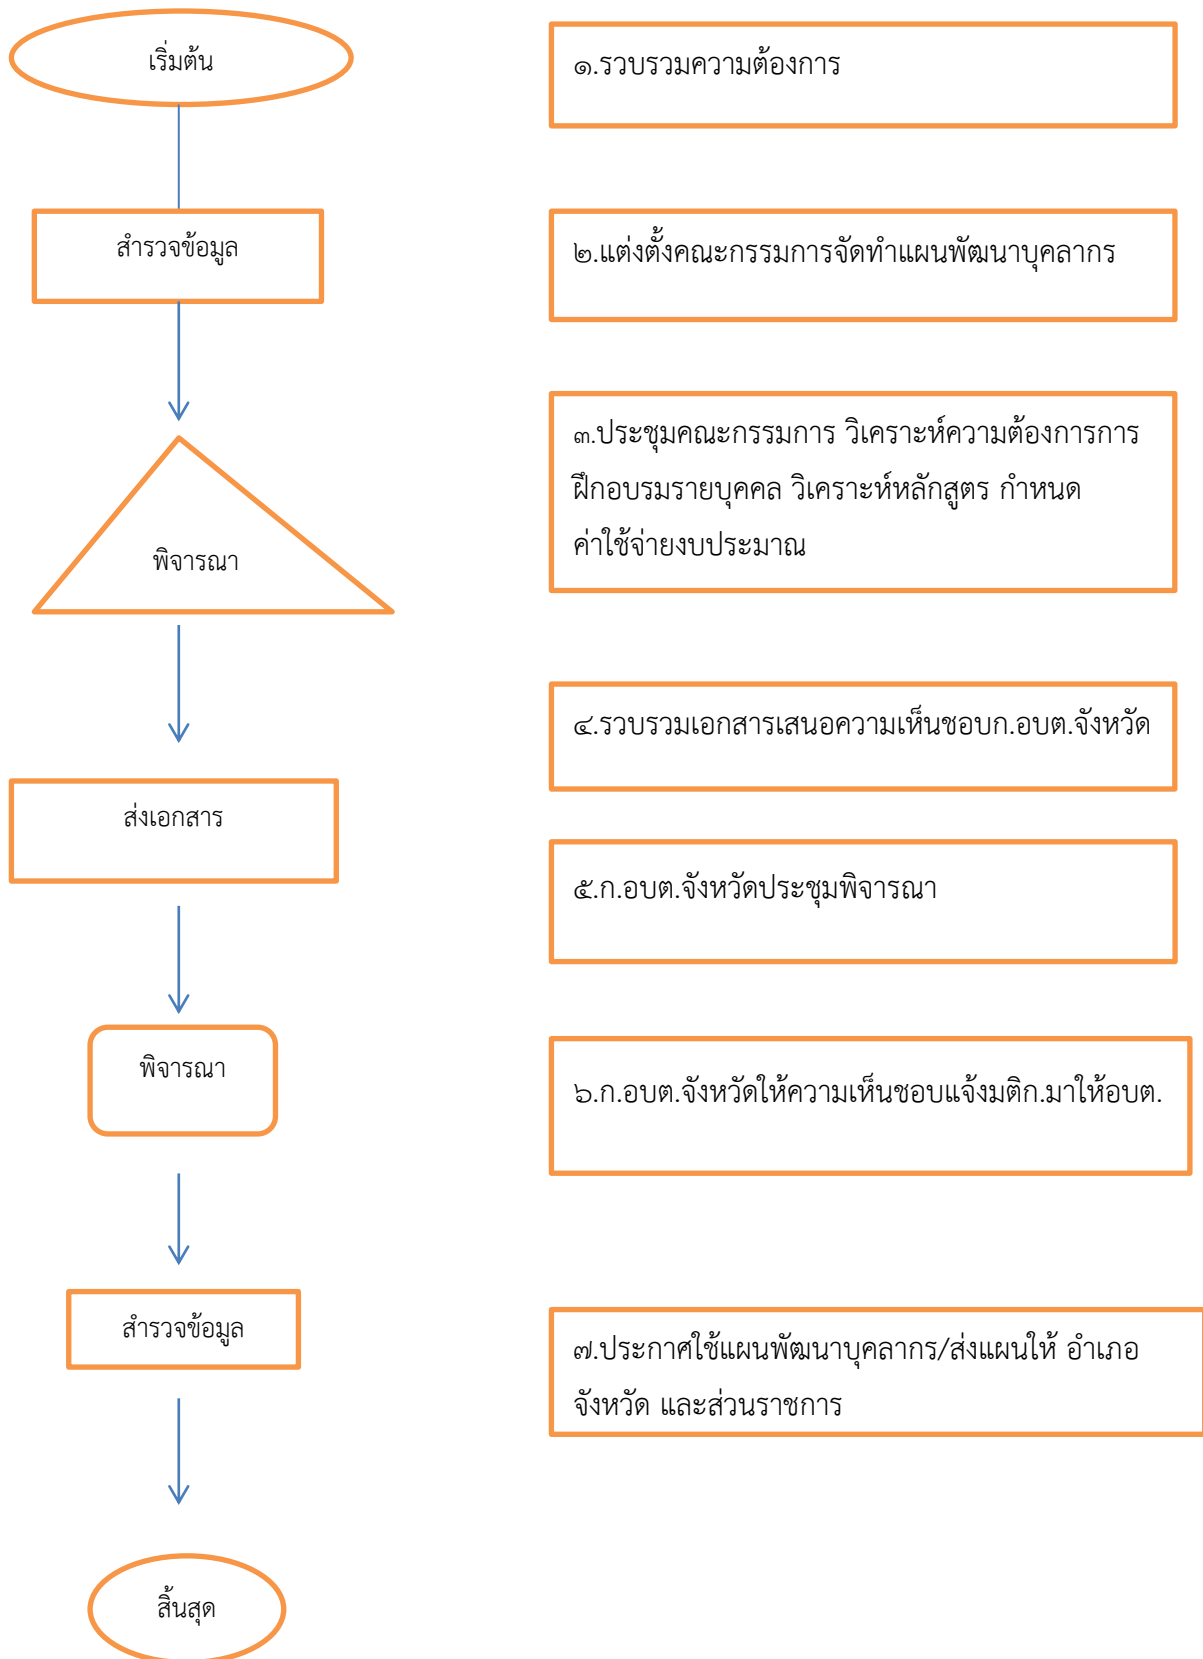 เริ่มต้น
๑.รวบรวมความต้องการ
สำรวจข้อมูล
๒.แต่งตั้งคณะกรรมการจัดทำแผนพัฒนาบุคลากร
๓.ประชุมคณะกรรมการ วิเคราะห์ความต้องการการ
ฝึกอบรมรายบุคคล วิเคราะห์หลักสูตร กำหนด
ค่าใช้จ่ายงบประมาณ
พิจารณา
๔.รวบรวมเอกสารเสนอความเห็นชอบก.อบต.จังหวัด
ส่งเอกสาร
๕.ก.อบต.จังหวัดประชุมพิจารณา
พิจารณา
๖.ก.อบต.จังหวัดให้ความเห็นชอบแจ้งมติก.มาให้อบต.
สำรวจข้อมูล
๗.ประกาศใช้แผนพัฒนาบุคลากร/ส่งแผนให้ อำเภอ
จังหวัด และส่วนราชการ
สิ้นสุด